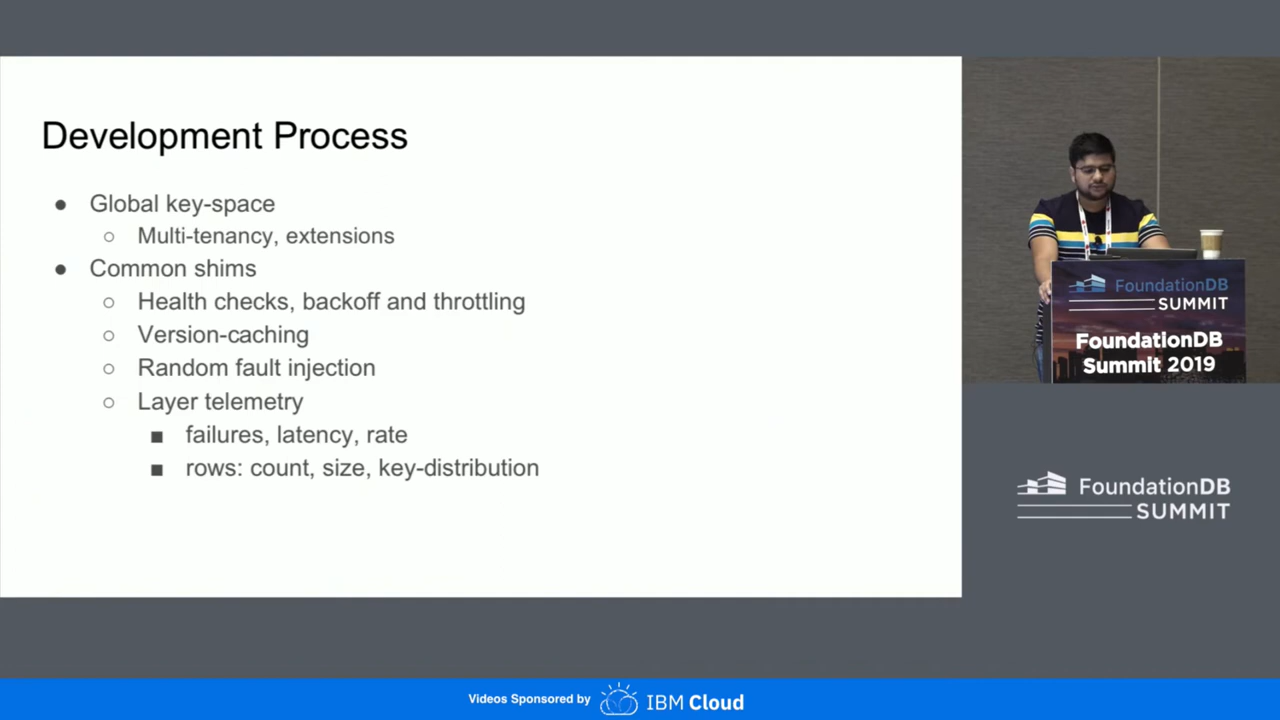 Development Process
Global key-space
Multi-tenancy, extensions
Common shims
Health checks, backoff and throttling
Version-caching
Random fault injection
Layer telemetry
failures, latency, rate
rows: count, size, key-distribution
FoundationDB
SUMMIT
FoundationDB
Summit 2019
FoundationDB
SUMMIT
Videos Sponsored by IBM Cloud